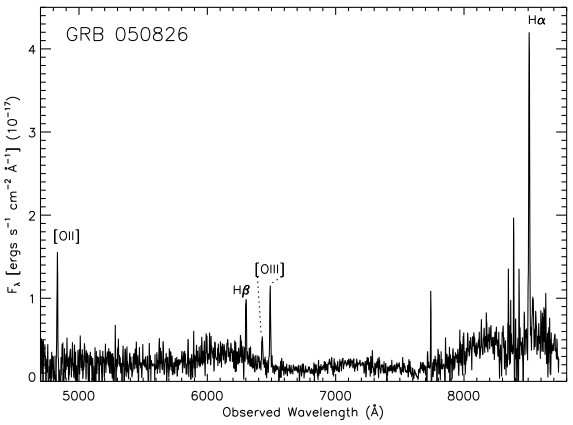 GRB 050826
Hα
[OII]
Hβ
[OIII]
4
3
2
1
0
5000 6000 7000 8000
Observed Wavelength (Å)
F_λ [ergs s⁻¹ cm⁻² Å⁻¹] (10⁻¹⁷)